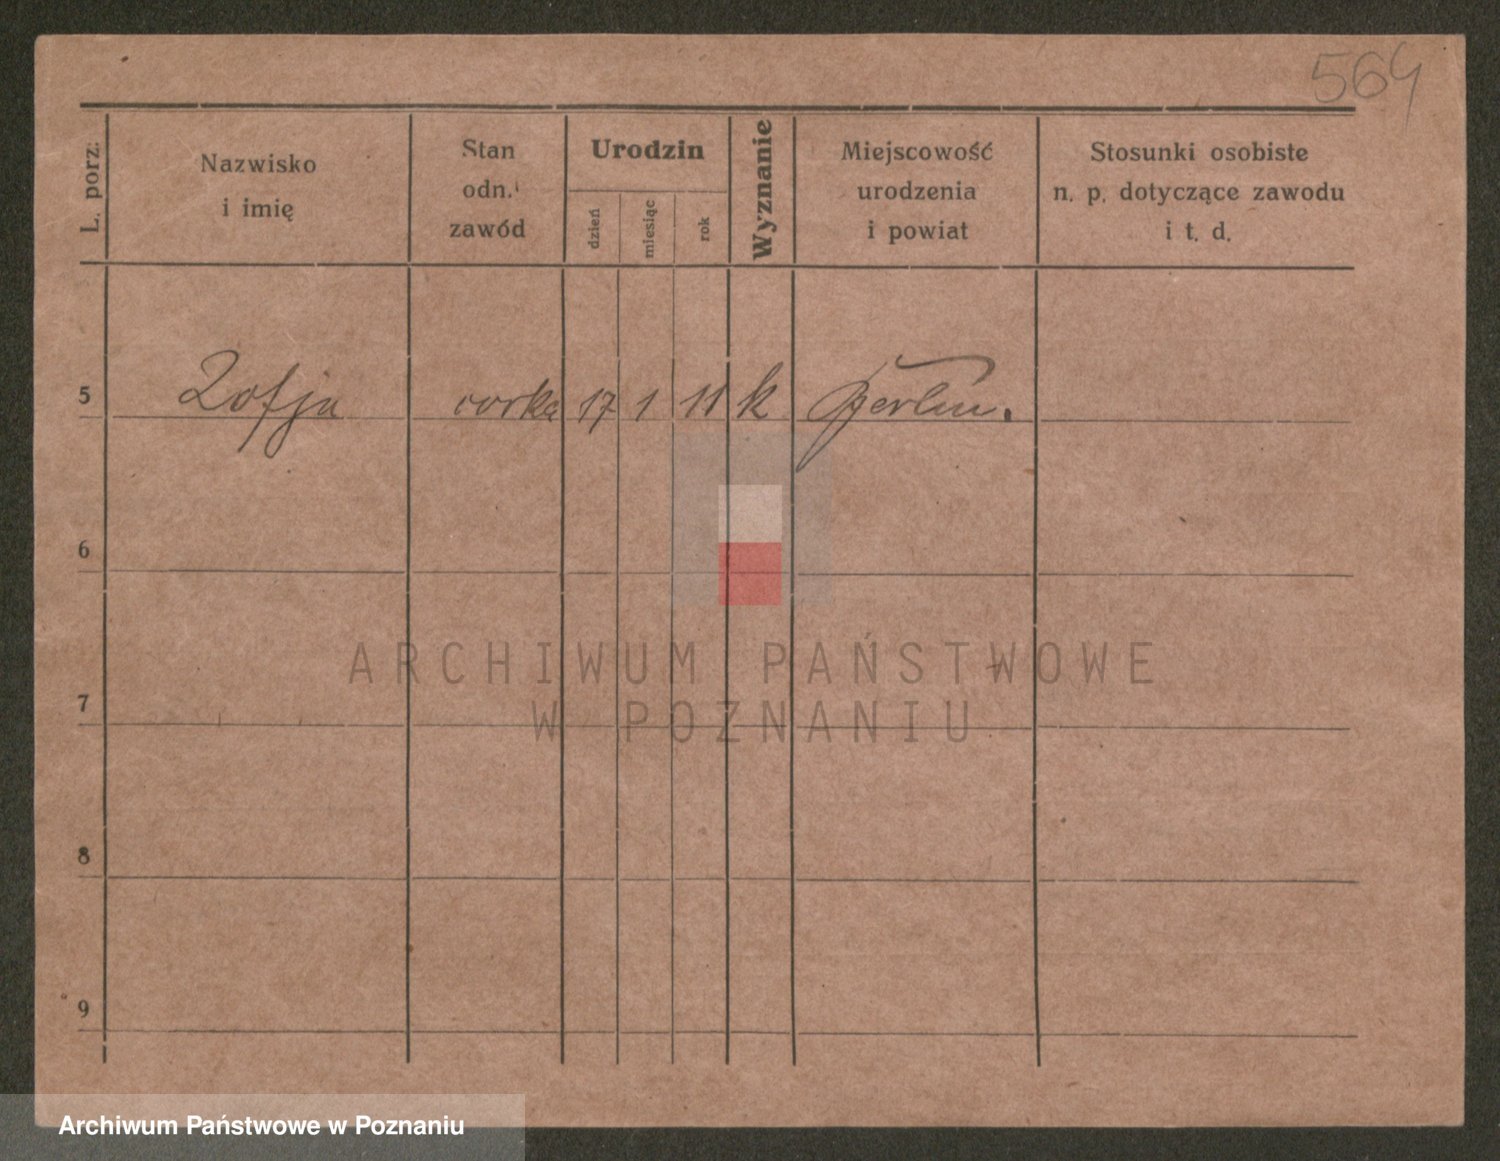 564
L. porz.
Nazwisko
i imię
Stan
odn.
zawód
Urodzin
dzień
miesiąc
rok
Wyznanie
Miejscowość
urodzenia
i powiat
Stosunki osobiste
n. p. dotyczące zawodu
i t. d.
5 Zofja corka 17 1 11 k Berlin.
6
7
8
9
ARCHIWUM PAŃSTWOWE
W POZNANIU
Archiwum Państwowe w Poznaniu